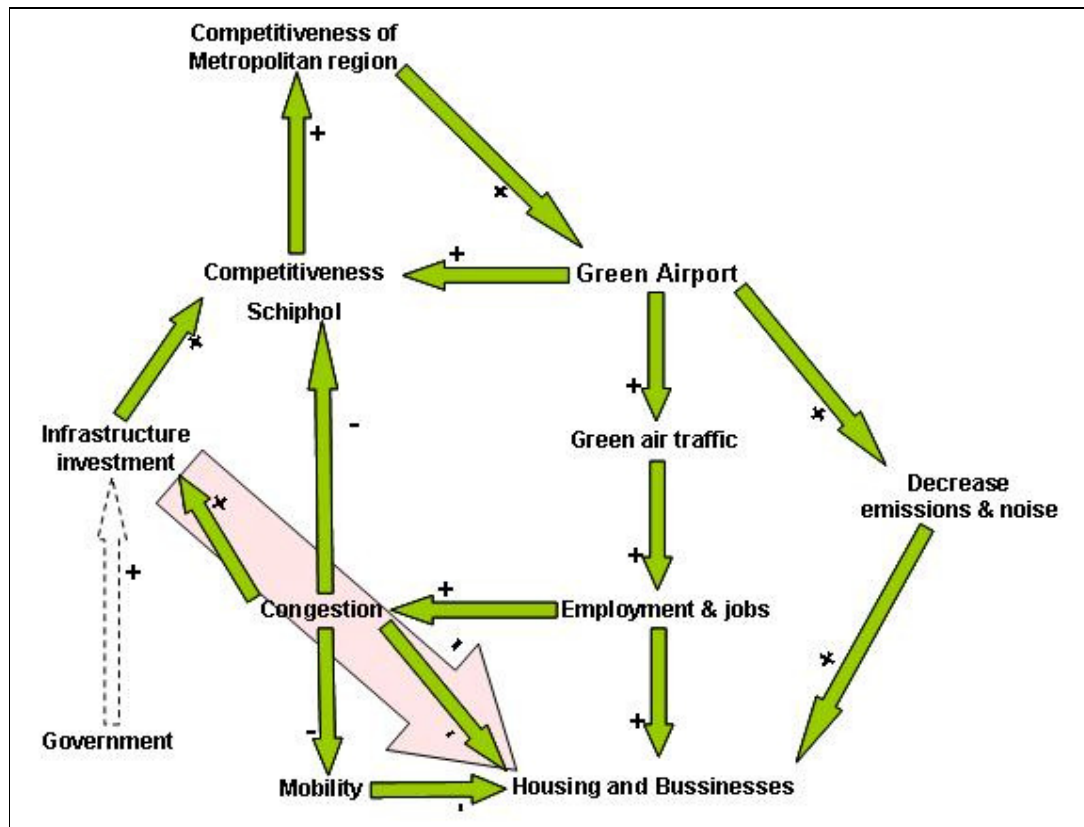 Competitiveness of
Metropolitan region
+
+
Competitiveness
+
Green Airport
Schiphol
+
+
+
-
Infrastructure
investment
Green air traffic
Decrease
emissions & noise
+
+
+
+
Congestion
Employment & jobs
-
+
-
-
+
Government
Mobility
Housing and Bussinesses
-